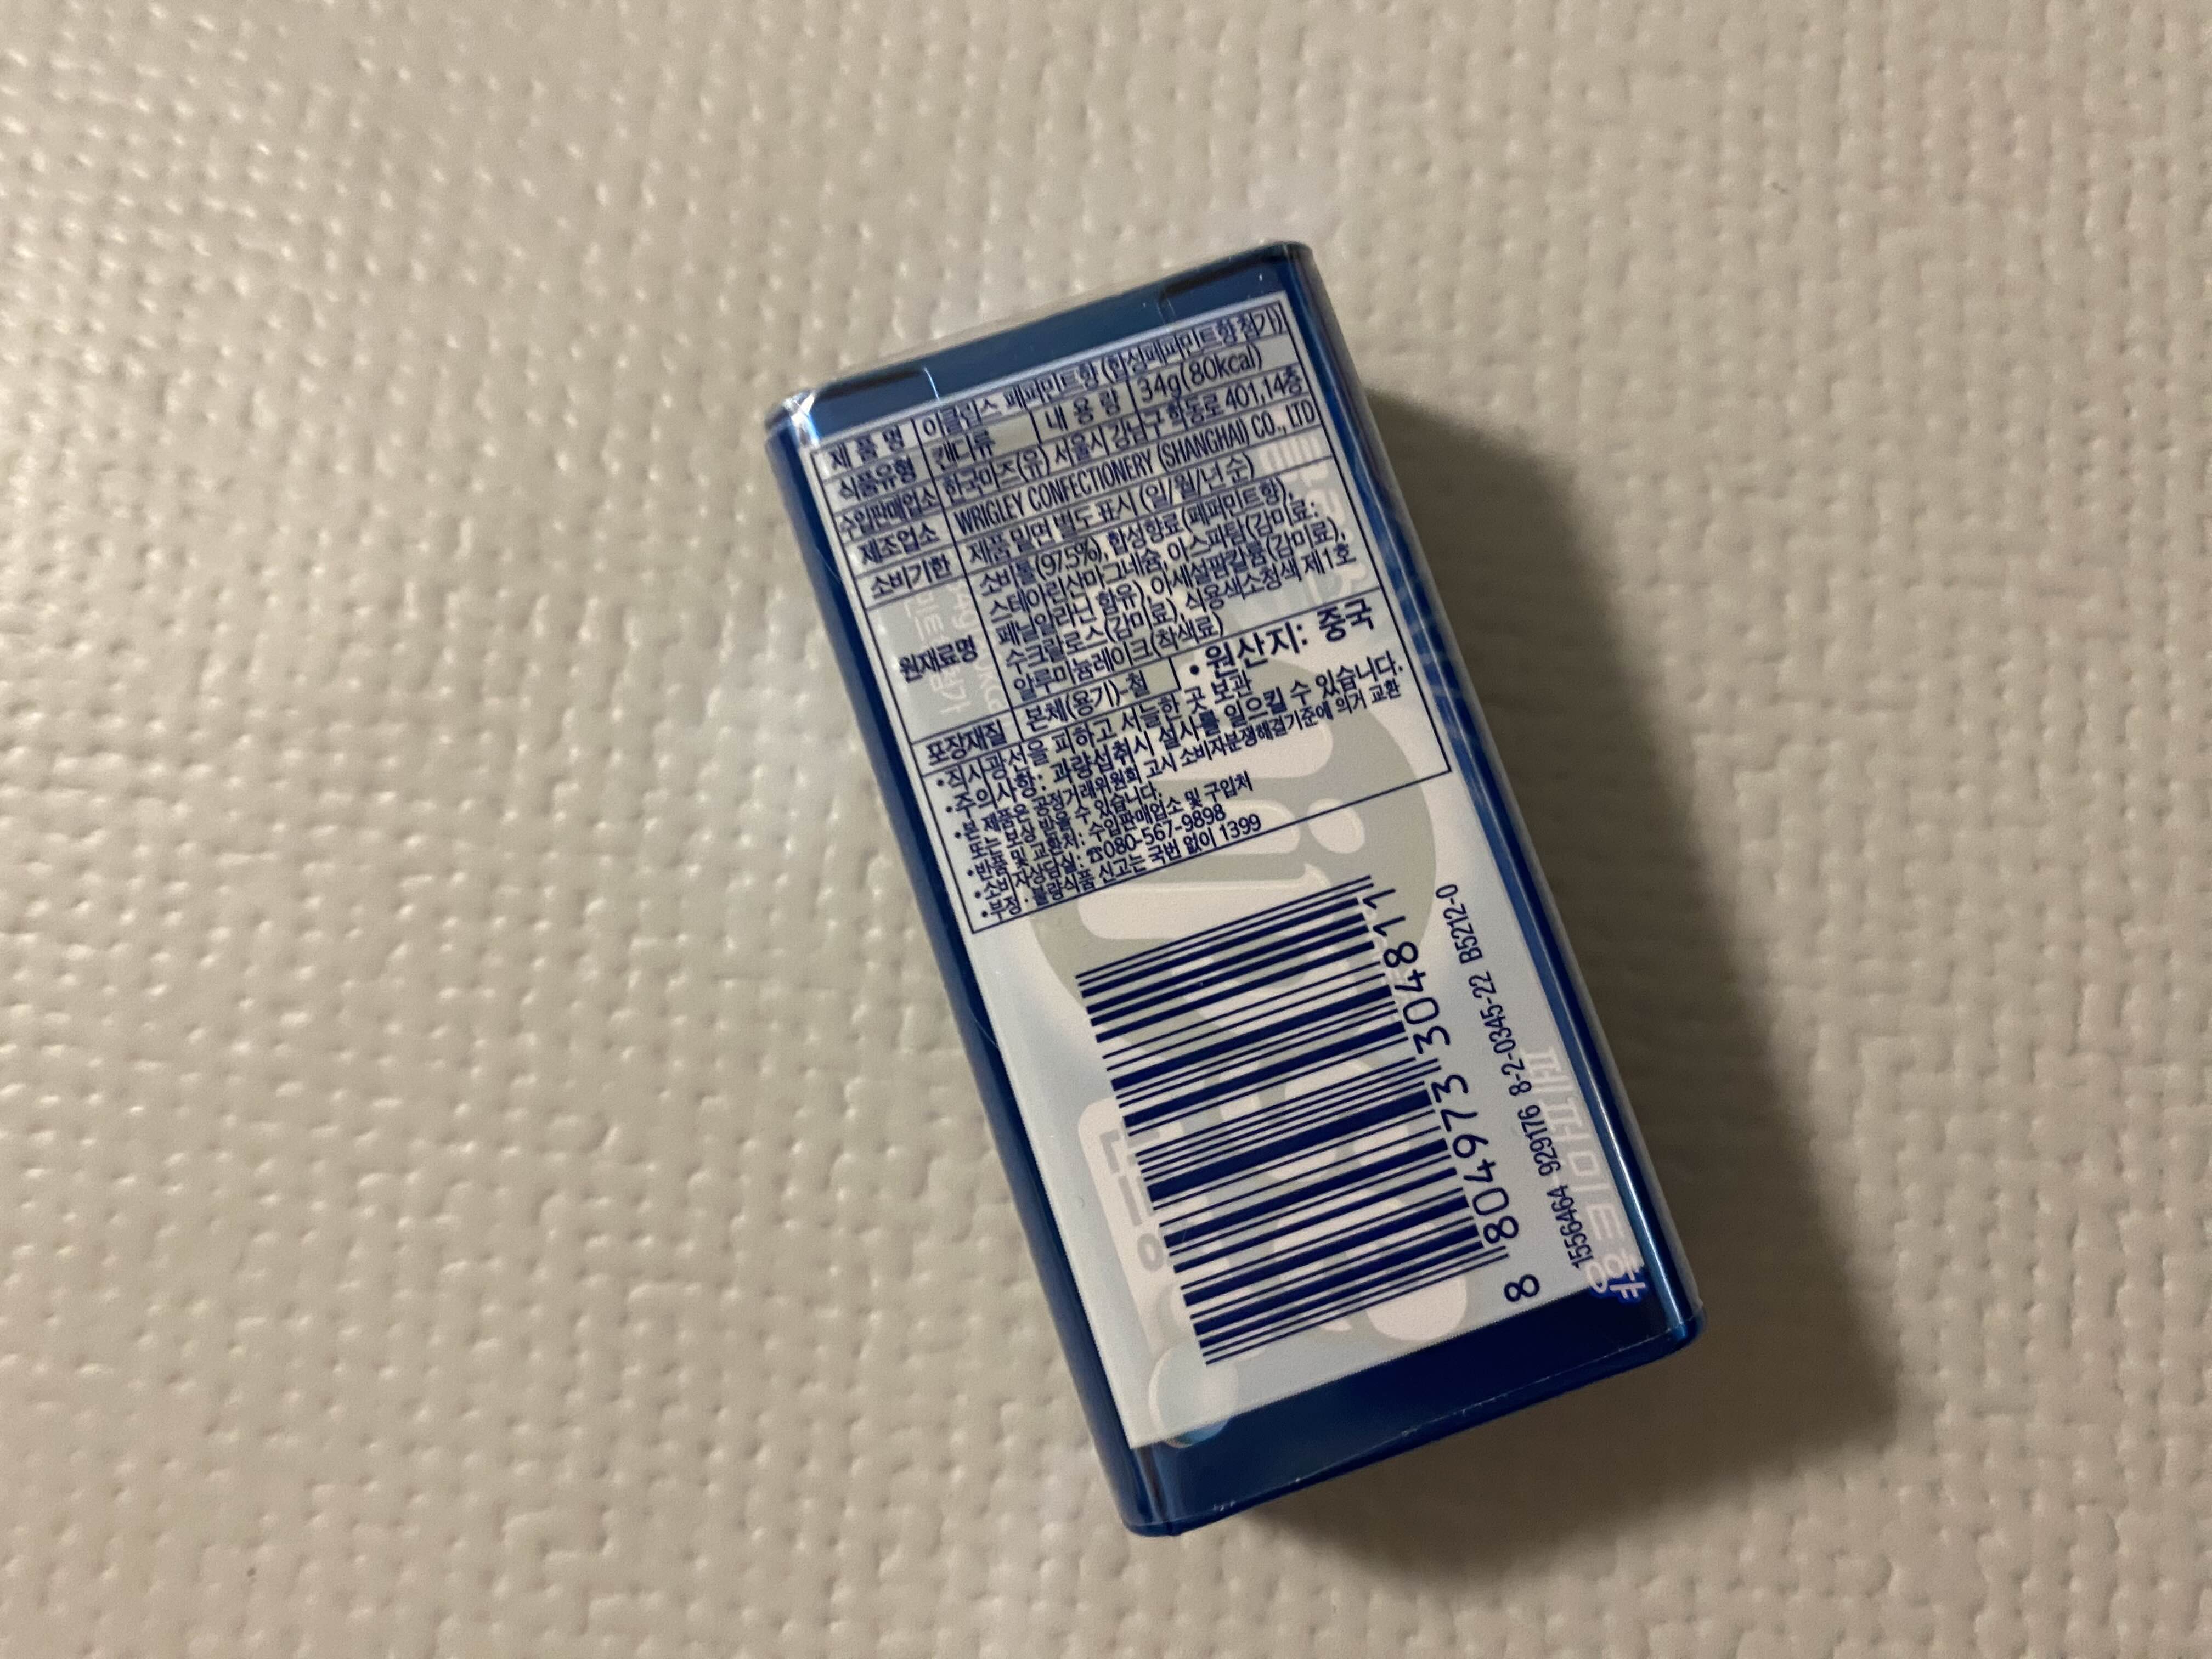 제 품 명 이클립스 페퍼민트향 (합성페퍼민트향 첨가)
식품유형 캔디류 내 용 량 34g(80kcal)
수입판매업소 한국마즈(유) 서울시 강남구 학동로 401, 14층
제조업소 WRIGLEY CONFECTIONERY (SHANGHAI) CO., LTD
소비기한 제품 밑면 별도 표시 (일/월/년 순)
원재료명 소비톨(97.5%), 합성향료(페퍼민트향),
스테아린산마그네슘, 아스파탐(감미료:
페닐알라닌 함유), 아세설팜칼륨(감미료),
수크랄로스(감미료), 식용색소청색 제1호
알루미늄레이크(착색료)
포장재질 본체(용기)-철 •원산지: 중국
•직사광선을 피하고 서늘한 곳 보관
•주의사항: 과량섭취시 설사를 일으킬 수 있습니다.
•본 제품은 공정거래위원회 고시 소비자분쟁해결기준에 의거 교환
또는 보상 받을 수 있습니다.
•반품 및 교환처: 수입판매업소 및 구입처
•소비자상담실: ☎080-567-9898
•부정·불량식품 신고는 국번 없이 1399
8 804973 304811
15564464 929176 8-2-0345-22 B5212-0
페퍼민트향